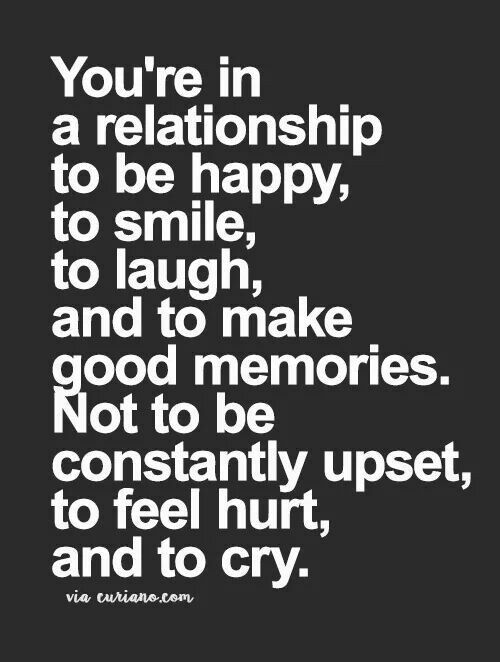 You're in
a relationship
to be happy,
to smile,
to laugh,
and to make
good memories.
Not to be
constantly upset,
to feel hurt,
and to cry.
via curiano.com